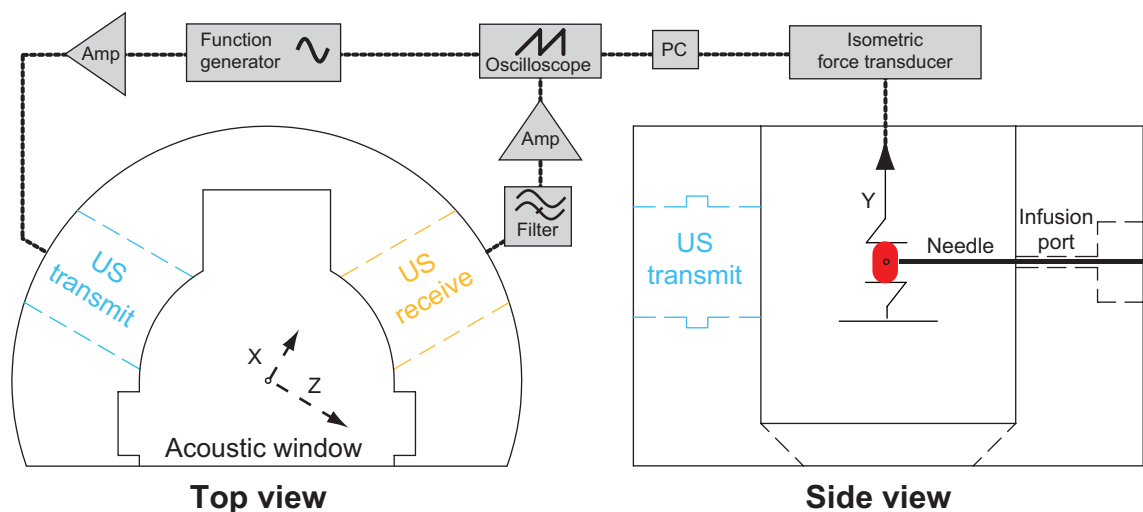 Amp
Function
generator
Oscilloscope
PC
Isometric
force transducer
Amp
Filter
US
transmit
US
receive
X
Z
Acoustic window
Top view
Y
US
transmit
Needle
Infusion
port
Side view